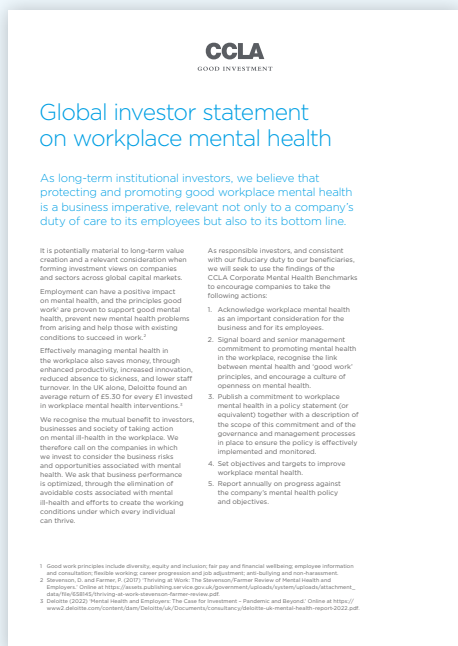 CCLA
GOOD INVESTMENT
Global investor statement
on workplace mental health
As long-term institutional investors, we believe that
protecting and promoting good workplace mental health
is a business imperative, relevant not only to a company's
duty of care to its employees but also to its bottom line.
It is potentially material to long-term value
creation and a relevant consideration when
forming investment views on companies
and sectors across global capital markets.
Employment can have a positive impact
on mental health, and the principles good
work¹ are proven to support good mental
health, prevent new mental health problems
from arising and help those with existing
conditions to succeed in work.²
Effectively managing mental health in
the workplace also saves money, through
enhanced productivity, increased innovation,
reduced absence to sickness, and lower staff
turnover. In the UK alone, Deloitte found an
average return of £5.30 for every £1 invested
in workplace mental health interventions.³
We recognise the mutual benefit to investors,
businesses and society of taking action
on mental ill-health in the workplace. We
therefore call on the companies in which
we invest to consider the business risks
and opportunities associated with mental
health. We ask that business performance
is optimized, through the elimination of
avoidable costs associated with mental
ill-health and efforts to create the working
conditions under which every individual
can thrive.
As responsible investors, and consistent
with our fiduciary duty to our beneficiaries,
we will seek to use the findings of the
CCLA Corporate Mental Health Benchmarks
to encourage companies to take the
following actions:
1. Acknowledge workplace mental health
as an important consideration for the
business and for its employees.
2. Signal board and senior management
commitment to promoting mental health
in the workplace, recognise the link
between mental health and 'good work'
principles, and encourage a culture of
openness on mental health.
3. Publish a commitment to workplace
mental health in a policy statement (or
equivalent) together with a description of
the scope of this commitment and of the
governance and management processes
in place to ensure the policy is effectively
implemented and monitored.
4. Set objectives and targets to improve
workplace mental health.
5. Report annually on progress against
the company's mental health policy
and objectives.
1 Good work principles include diversity, equity and inclusion; fair pay and financial wellbeing; employee information
and consultation; flexible working; career progression and job adjustment; anti-bullying and non-harassment.
2 Stevenson, D. and Farmer, P. (2017) 'Thriving at Work: The Stevenson/Farmer Review of Mental Health and
Employers.' Online at https://assets.publishing.service.gov.uk/government/uploads/system/uploads/attachment_
data/file/658145/thriving-at-work-stevenson-farmer-review.pdf.
3 Deloitte (2022) 'Mental Health and Employers: The Case for Investment – Pandemic and Beyond.' Online at https://
www2.deloitte.com/content/dam/Deloitte/uk/Documents/consultancy/deloitte-uk-mental-health-report-2022.pdf.